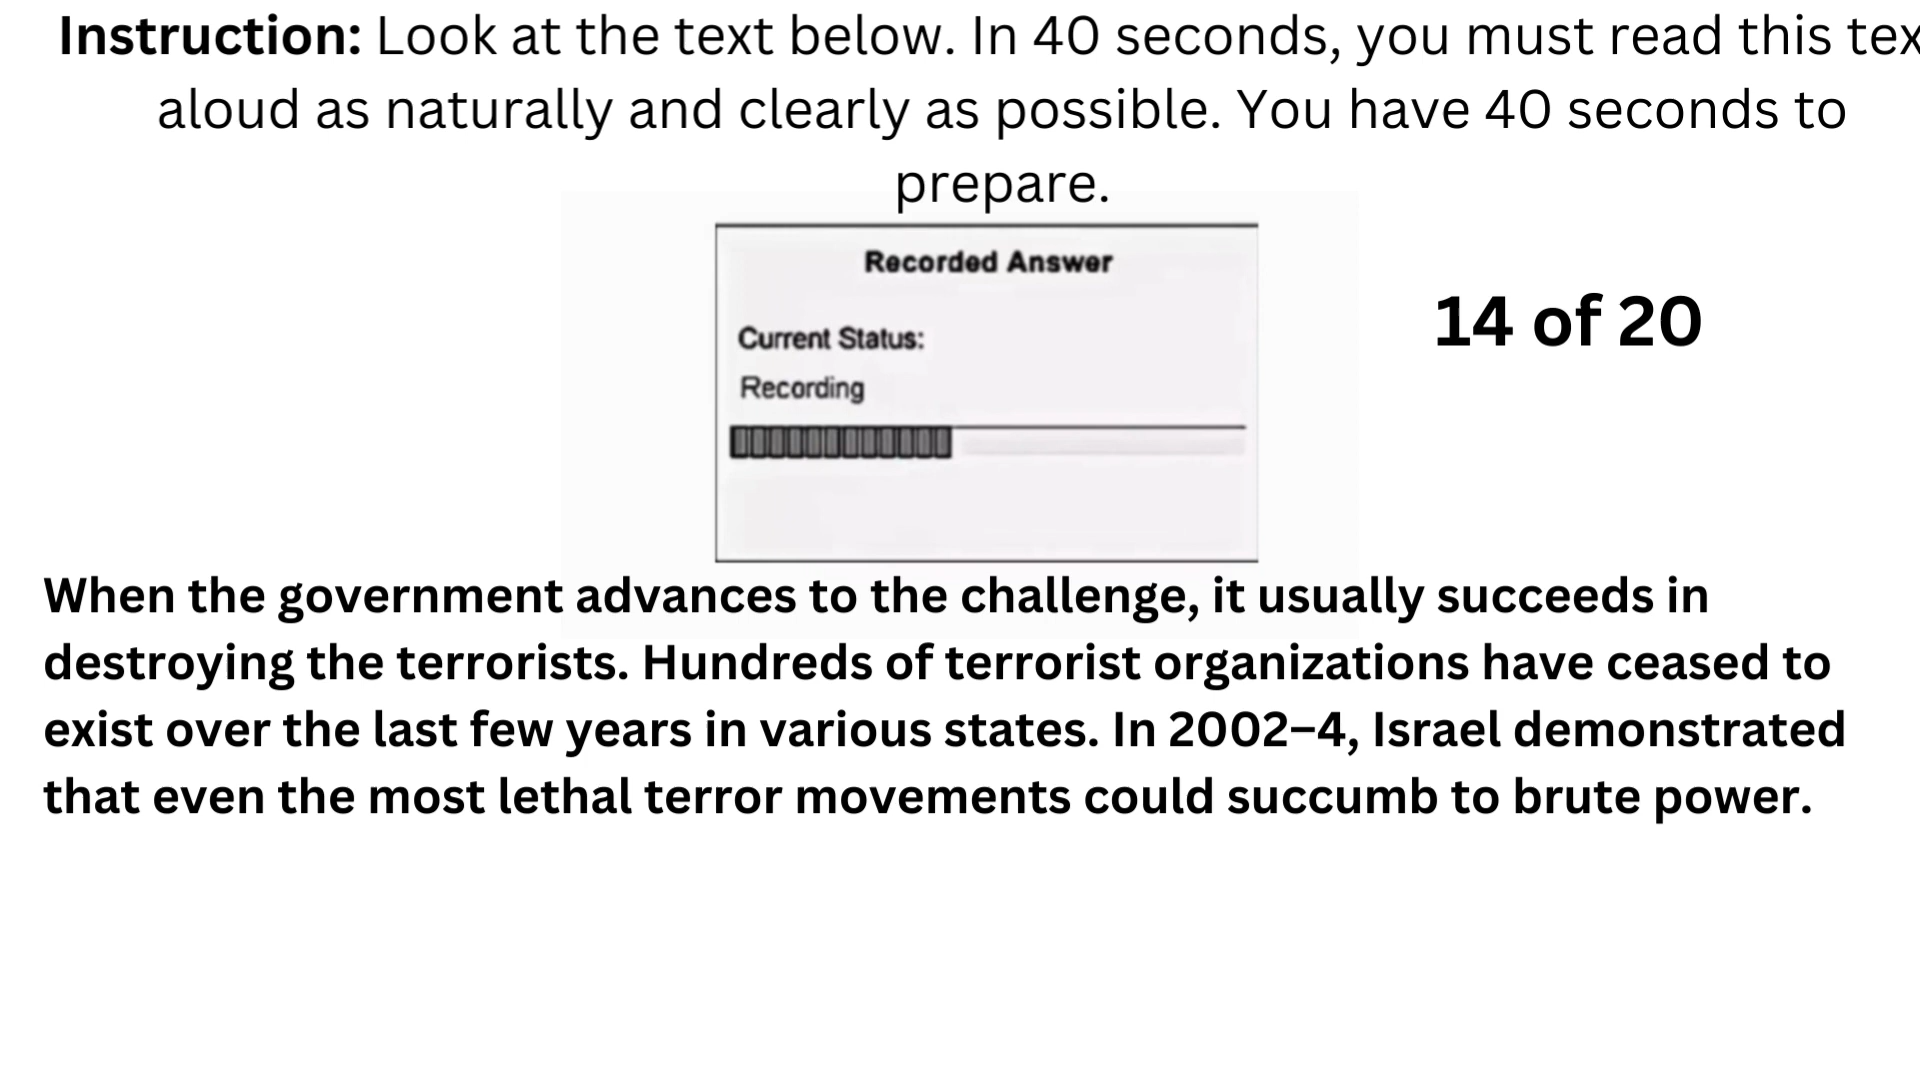 Instruction: Look at the text below. In 40 seconds, you must read this tex
aloud as naturally and clearly as possible. You have 40 seconds to
prepare.
Recorded Answer
Current Status:
Recording
14 of 20
When the government advances to the challenge, it usually succeeds in
destroying the terrorists. Hundreds of terrorist organizations have ceased to
exist over the last few years in various states. In 2002–4, Israel demonstrated
that even the most lethal terror movements could succumb to brute power.